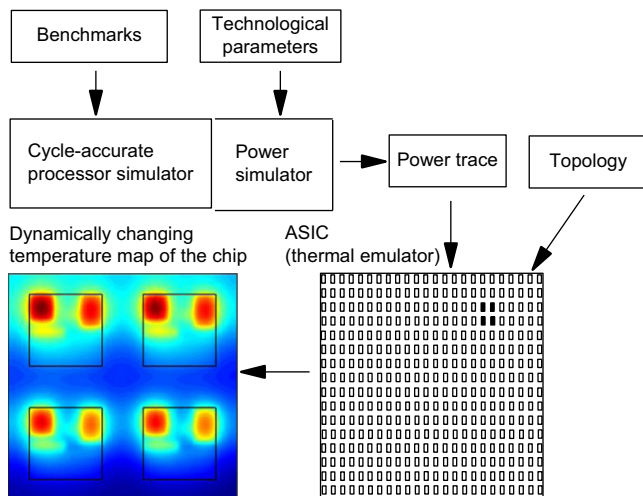 Benchmarks
Technological
parameters
Cycle-accurate
processor simulator
Power
simulator
Power trace
Topology
Dynamically changing
temperature map of the chip
ASIC
(thermal emulator)